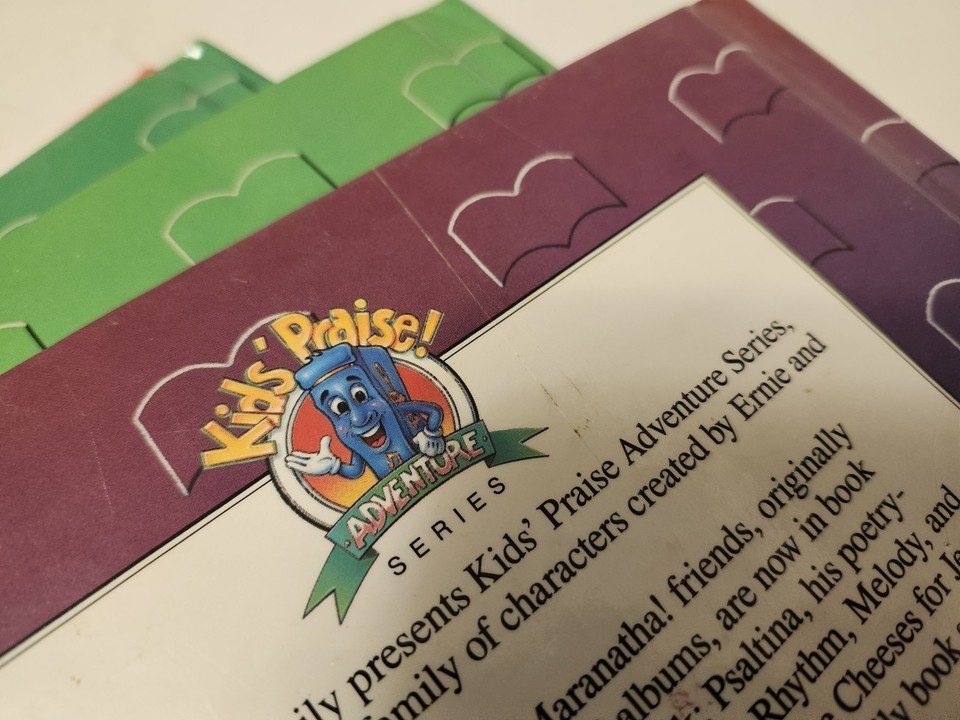 Kids' Praise!
ADVENTURE
SERIES
ily presents Kids' Praise Adventure Series,
family of characters created by Ernie and
Maranatha! friends, originally
albums, are now in book
Psaltina, his poetry-
Rhythm, Melody, and
Cheeses for
book